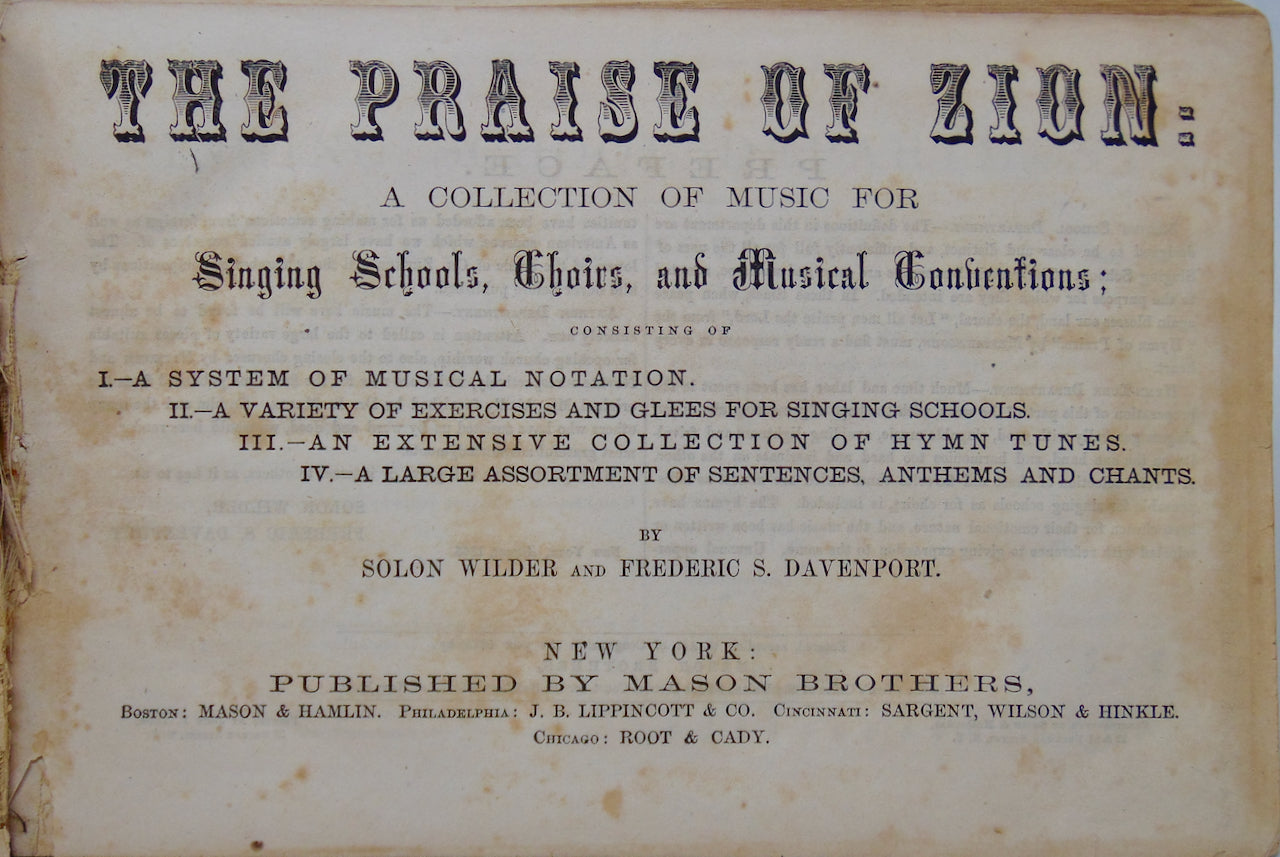 THE PRAISE OF ZION:
A COLLECTION OF MUSIC FOR
Singing Schools, Choirs, and Musical Conventions;
CONSISTING OF
I.—A SYSTEM OF MUSICAL NOTATION.
II.—A VARIETY OF EXERCISES AND GLEES FOR SINGING SCHOOLS.
III.—AN EXTENSIVE COLLECTION OF HYMN TUNES.
IV.—A LARGE ASSORTMENT OF SENTENCES, ANTHEMS AND CHANTS.
BY
SOLON WILDER AND FREDERIC S. DAVENPORT.
NEW YORK:
PUBLISHED BY MASON BROTHERS,
BOSTON: MASON & HAMLIN. PHILADELPHIA: J. B. LIPPINCOTT & CO. CINCINNATI: SARGENT, WILSON & HINKLE.
CHICAGO: ROOT & CADY.